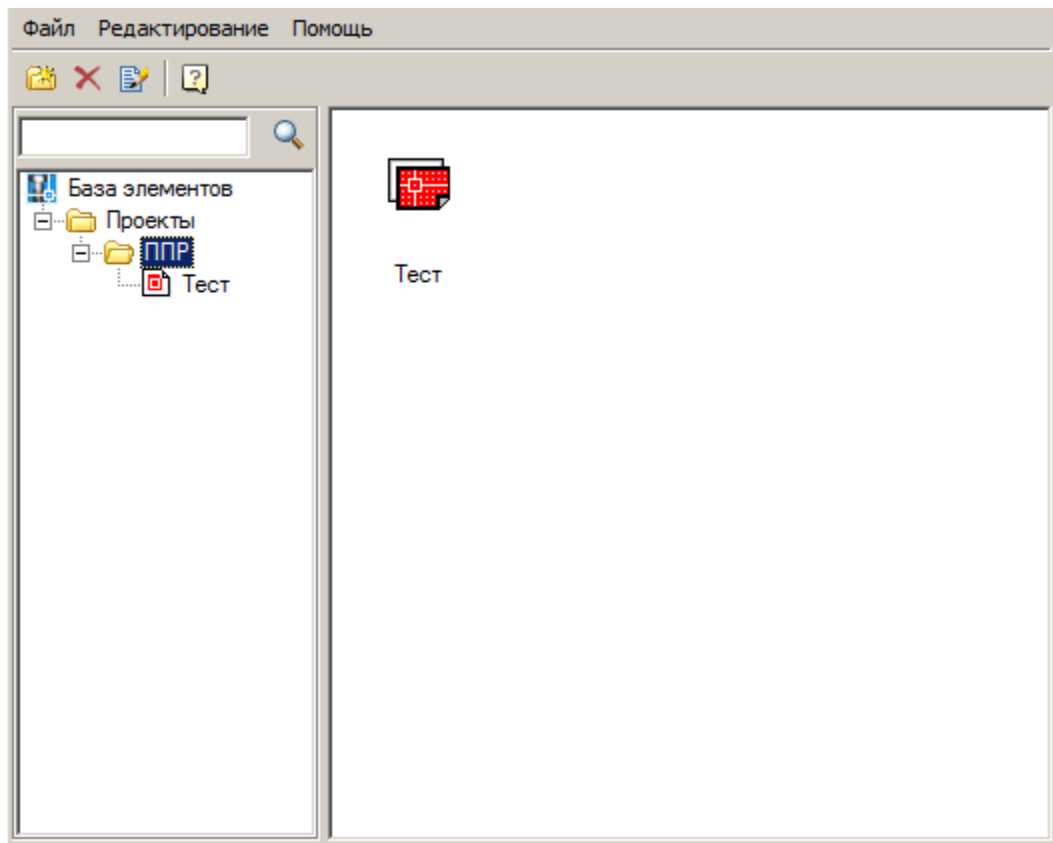 Файл Редактирование Помощь
База элементов
Проекты
ППР
Тест
Тест